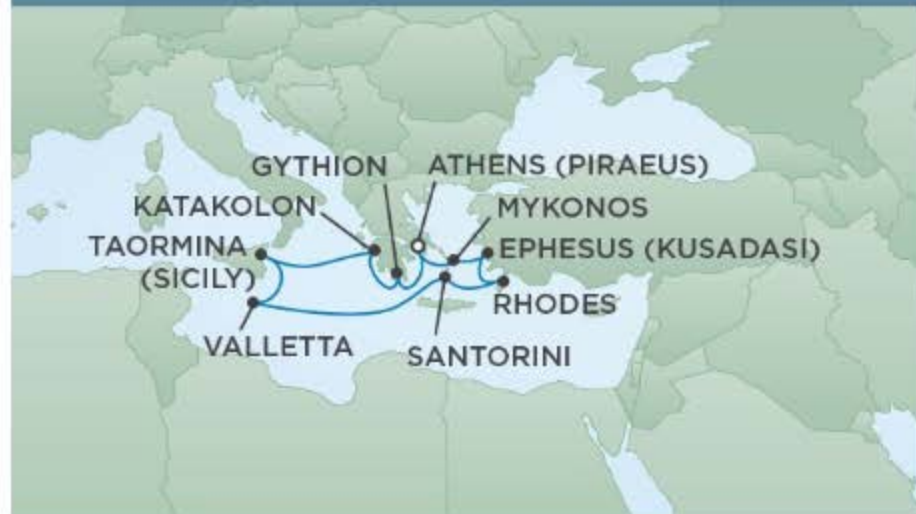 GYTHION
ATHENS (PIRAEUS)
KATAKOLON
MYKONOS
TAORMINA
(SICILY)
EPHESUS (KUSADASI)
RHODES
VALLETTA
SANTORINI